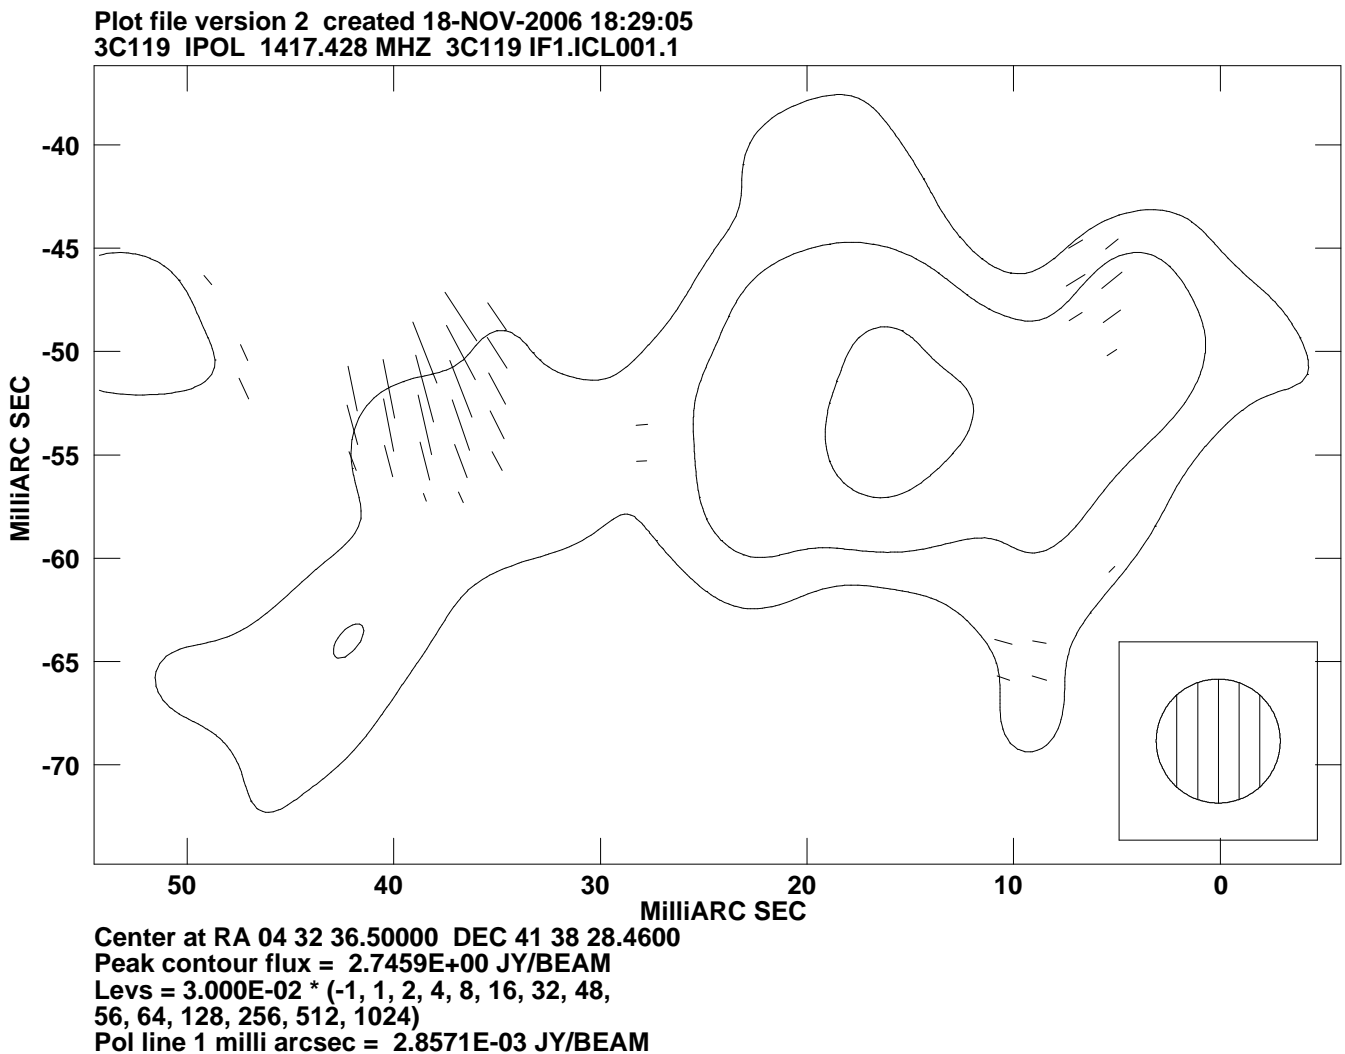 Plot file version 2 created 18-NOV-2006 18:29:05
3C119 IPOL 1417.428 MHZ 3C119 IF1.ICL001.1
-40
-45
-50
-55
-60
-65
-70
MilliARC SEC
50 40 30 20 10 0
MilliARC SEC
Center at RA 04 32 36.50000 DEC 41 38 28.4600
Peak contour flux = 2.7459E+00 JY/BEAM
Levs = 3.000E-02 * (-1, 1, 2, 4, 8, 16, 32, 48,
56, 64, 128, 256, 512, 1024)
Pol line 1 milli arcsec = 2.8571E-03 JY/BEAM